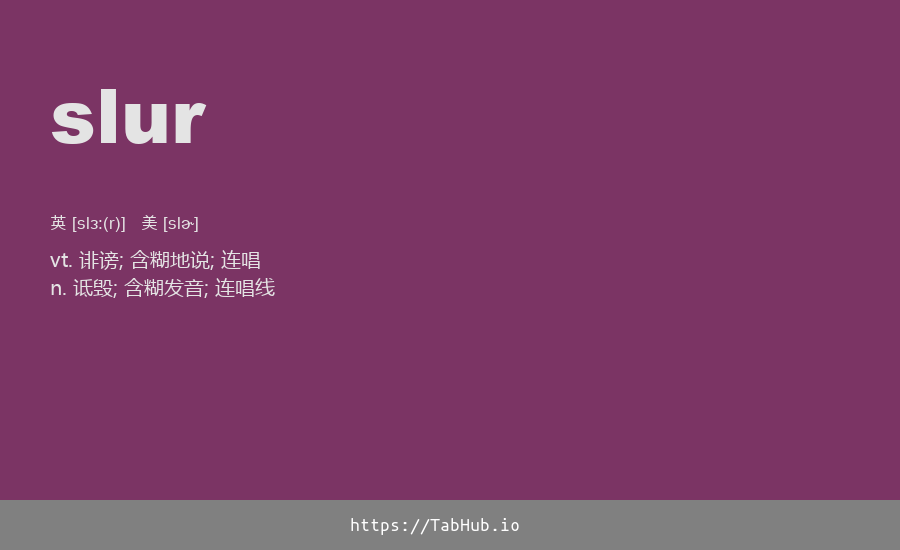 slur
英 [slɜː(r)] 美 [slɚ]
vt. 诽谤; 含糊地说; 连唱
n. 诋毁; 含糊发音; 连唱线
https://TabHub.io